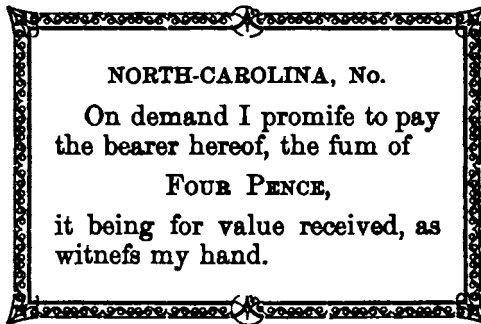 NORTH-CAROLINA, No.
On demand I promife to pay
the bearer hereof, the fum of
FOUR PENCE,
it being for value received, as
witnefs my hand.